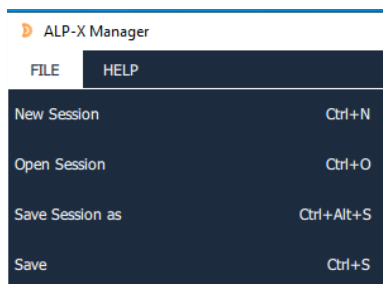 ALP-X Manager
FILE HELP
New Session Ctrl+N
Open Session Ctrl+O
Save Session as Ctrl+Alt+S
Save Ctrl+S